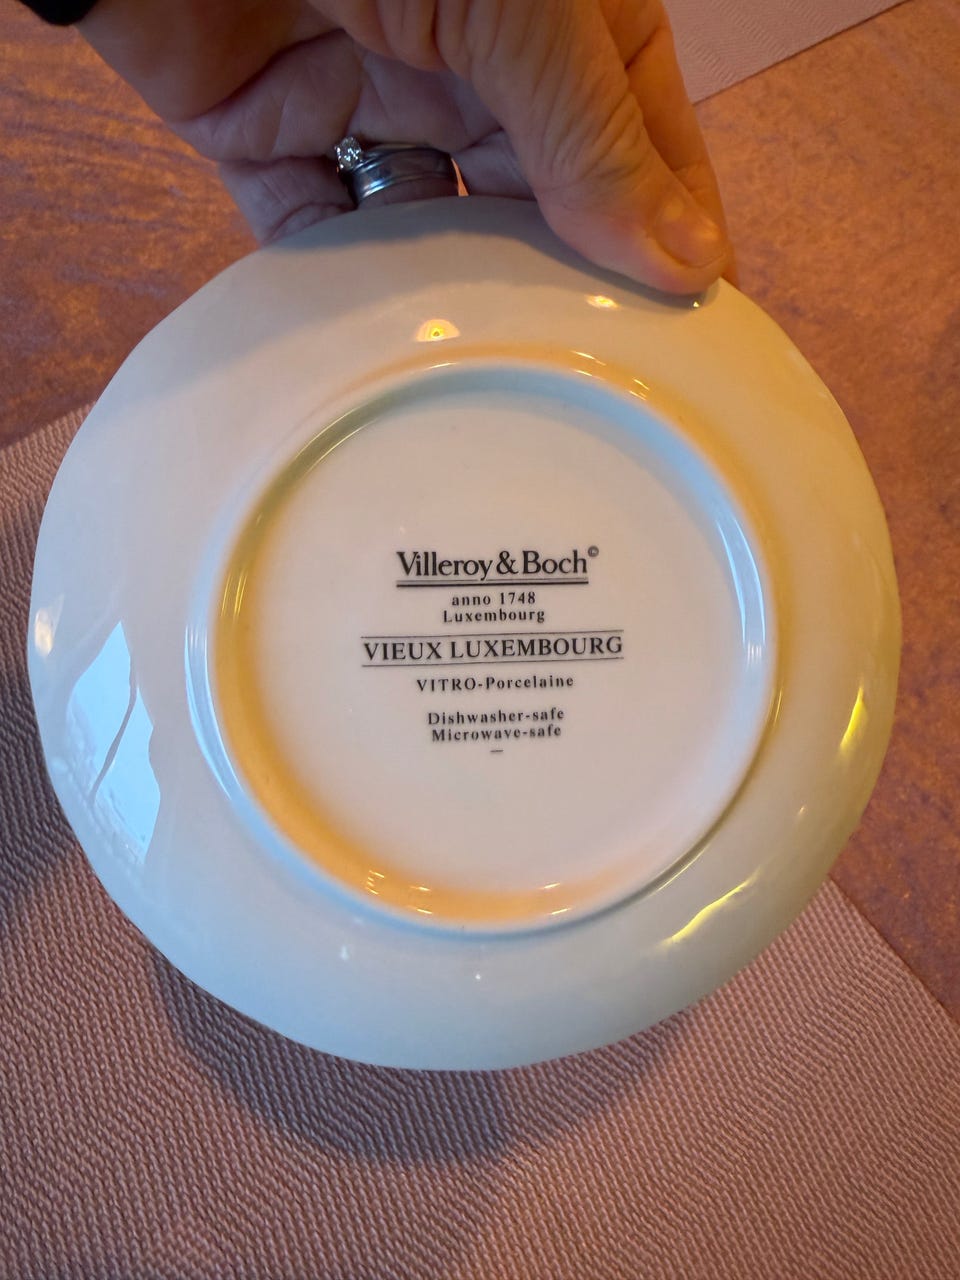 Villeroy & Boch©
anno 1748
Luxembourg
VIEUX LUXEMBOURG
VITRO-Porcelaine
Dishwasher-safe
Microwave-safe